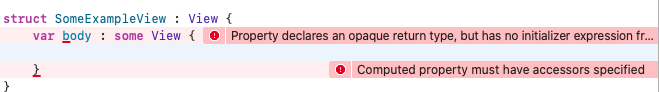 struct SomeExampleView : View {
var body : some View { Property declares an opaque return type, but has no initializer expression fr...
} Computed property must have accessors specified
}